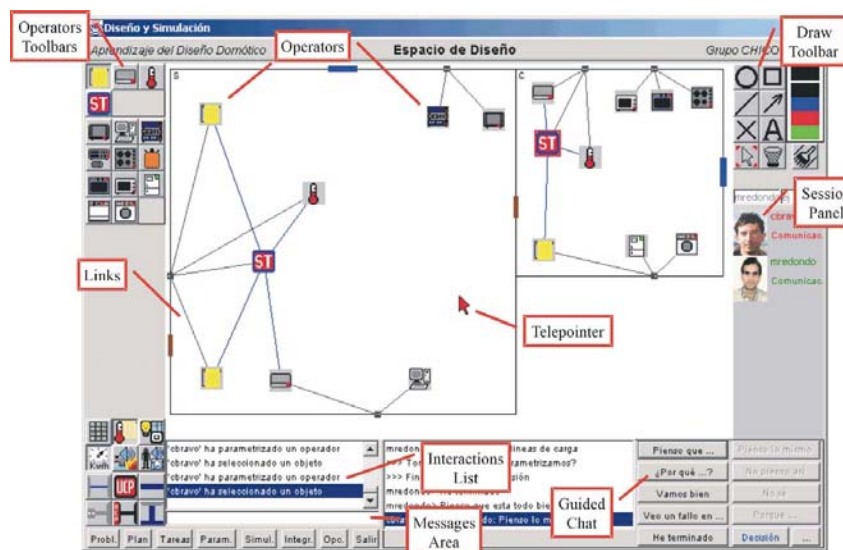 Operators
Toolbars
Diseño y Simulación
Aprendizaje del Diseño Domótico
Operators
Espacio de Diseño
Grupo CHICO
Draw
Toolbar
S
C
ST
ST
ST
A
mredondo
Session
Panel
cbravo
Comunicac
mredondo
Comunicac
Links
Telepointer
Kwh
UCP
'cbravo' ha parametrizado un operador
'cbravo' ha seleccionado un objeto
'cbravo' ha parametrizado un operador
'cbravo' ha seleccionado un objeto
Interactions
List
Messages
Area
lineas de carga
parametrizamos?
Guided
Chat
Pienso que ...
¿Por qué ...?
Vamos bien
Veo un fallo en ...
He terminado
Pienso lo mismo
No pienso así
No sé
Porque ...
Decisión
...
Probl.
Plan
Tareas
Param.
Simul.
Integr.
Opc.
Salir